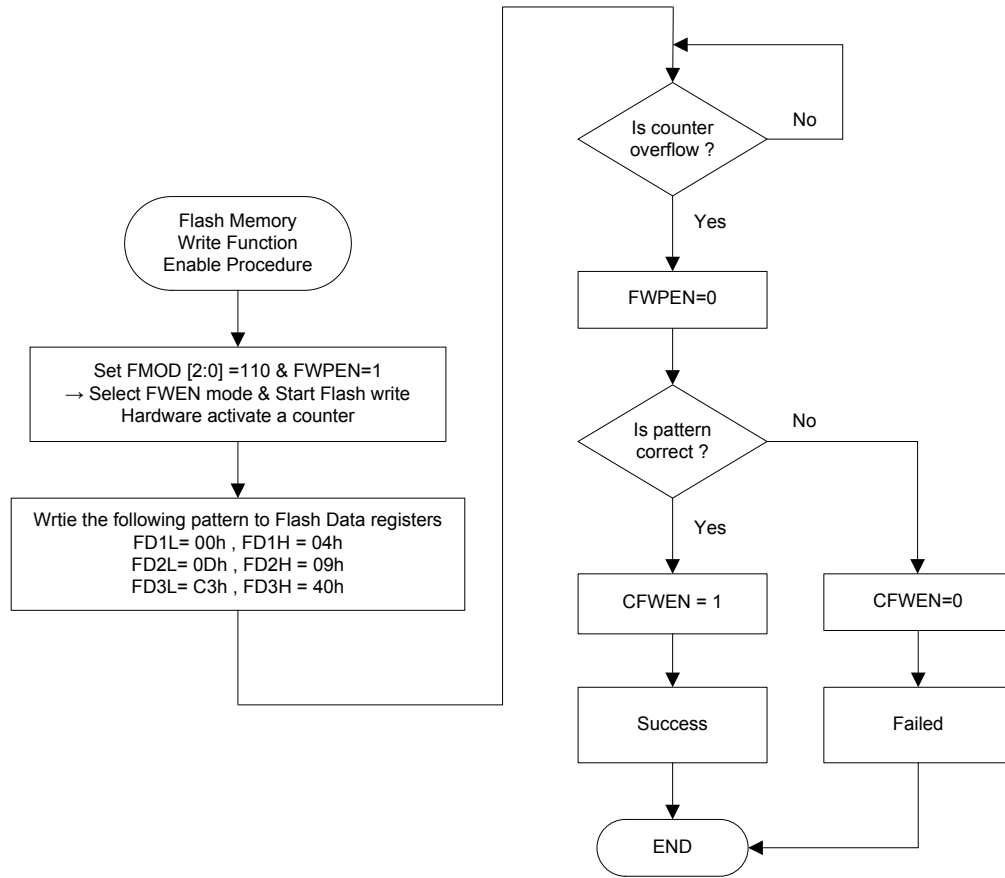 Flash Memory
Write Function
Enable Procedure
Set FMOD [2:0] =110 & FWPEN=1
→ Select FWEN mode & Start Flash write
Hardware activate a counter
Wrtie the following pattern to Flash Data registers
FD1L= 00h , FD1H = 04h
FD2L= 0Dh , FD2H = 09h
FD3L= C3h , FD3H = 40h
Is counter
overflow ?
No
Yes
FWPEN=0
Is pattern
correct ?
No
Yes
CFWEN = 1
CFWEN=0
Success
Failed
END